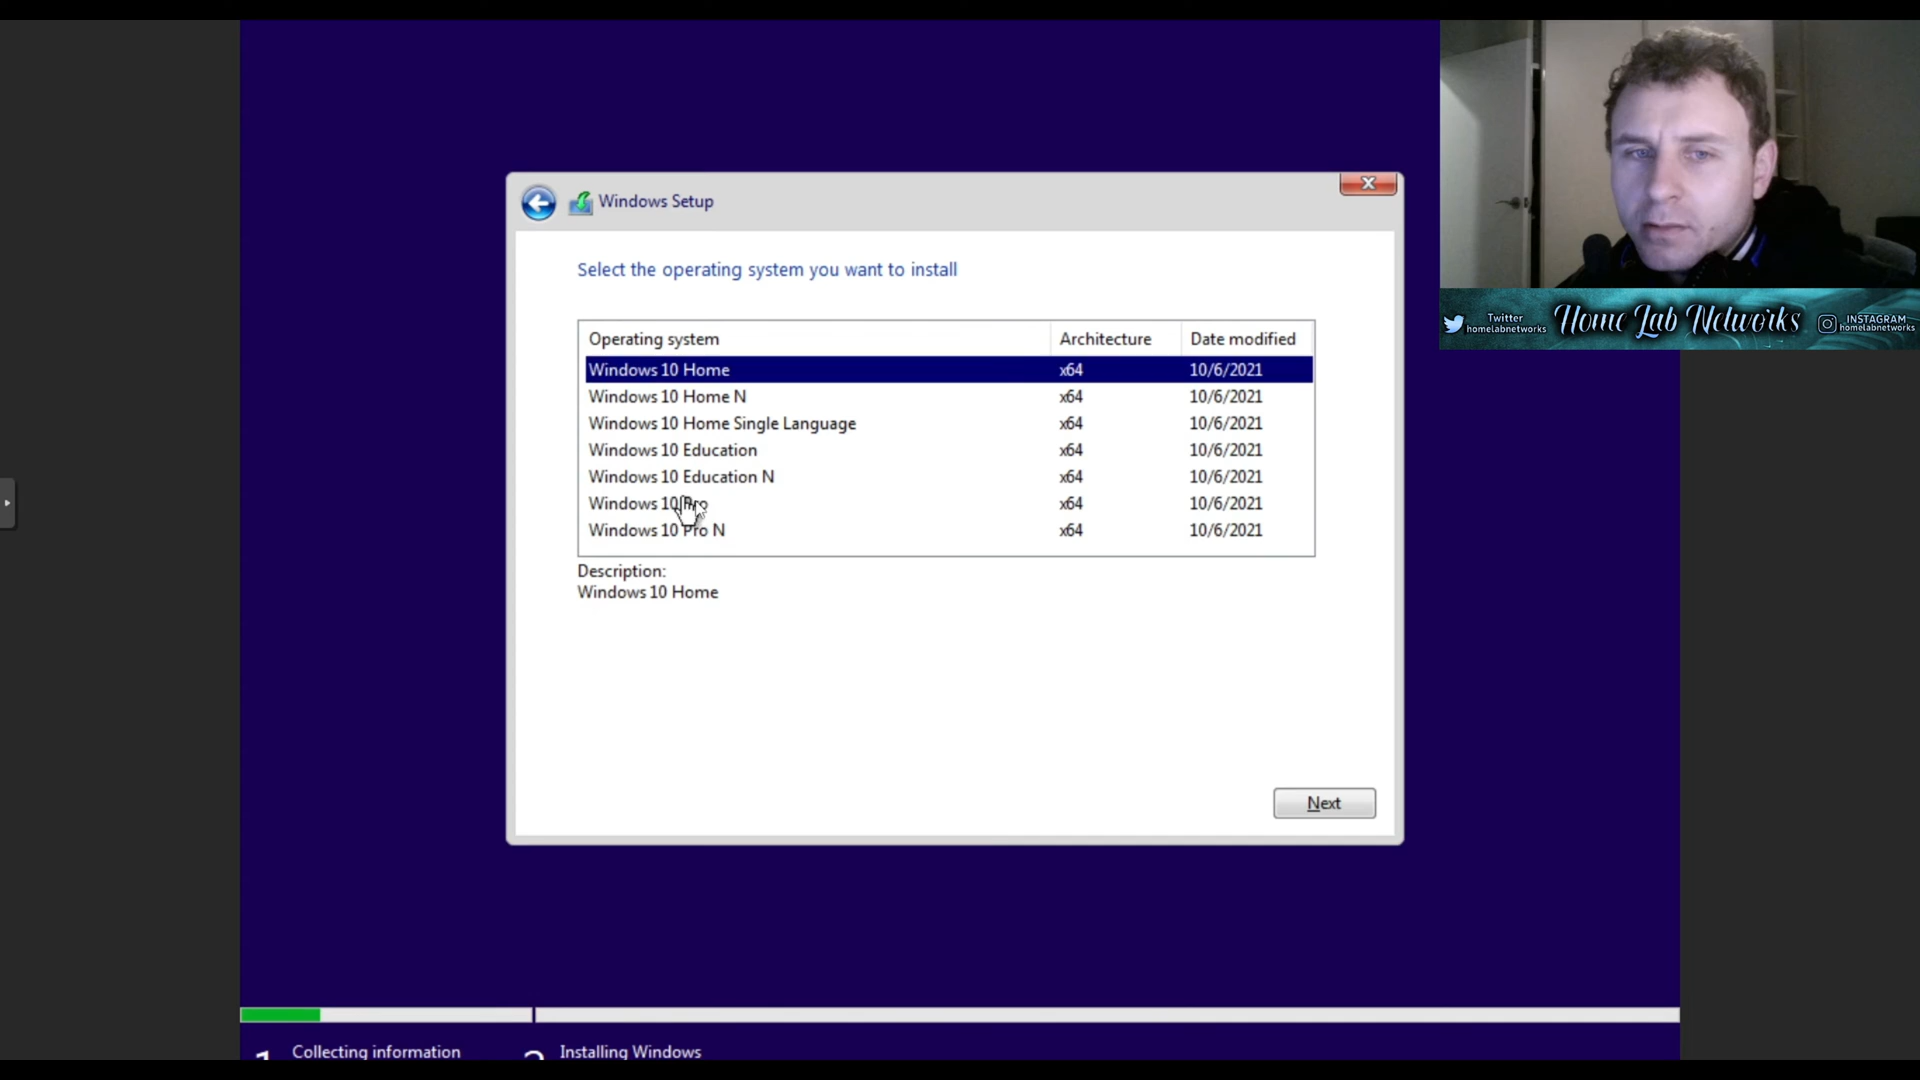 Windows Setup
Select the operating system you want to install
Operating system Architecture Date modified
Windows 10 Home x64 10/6/2021
Windows 10 Home N x64 10/6/2021
Windows 10 Home Single Language x64 10/6/2021
Windows 10 Education x64 10/6/2021
Windows 10 Education N x64 10/6/2021
Windows 10 Pro x64 10/6/2021
Windows 10 Pro N x64 10/6/2021
Description:
Windows 10 Home
Next
Twitter
homelabnetworks
Home Lab Networks
INSTAGRAM
homelabnetworks
1 Collecting information 2 Installing Windows